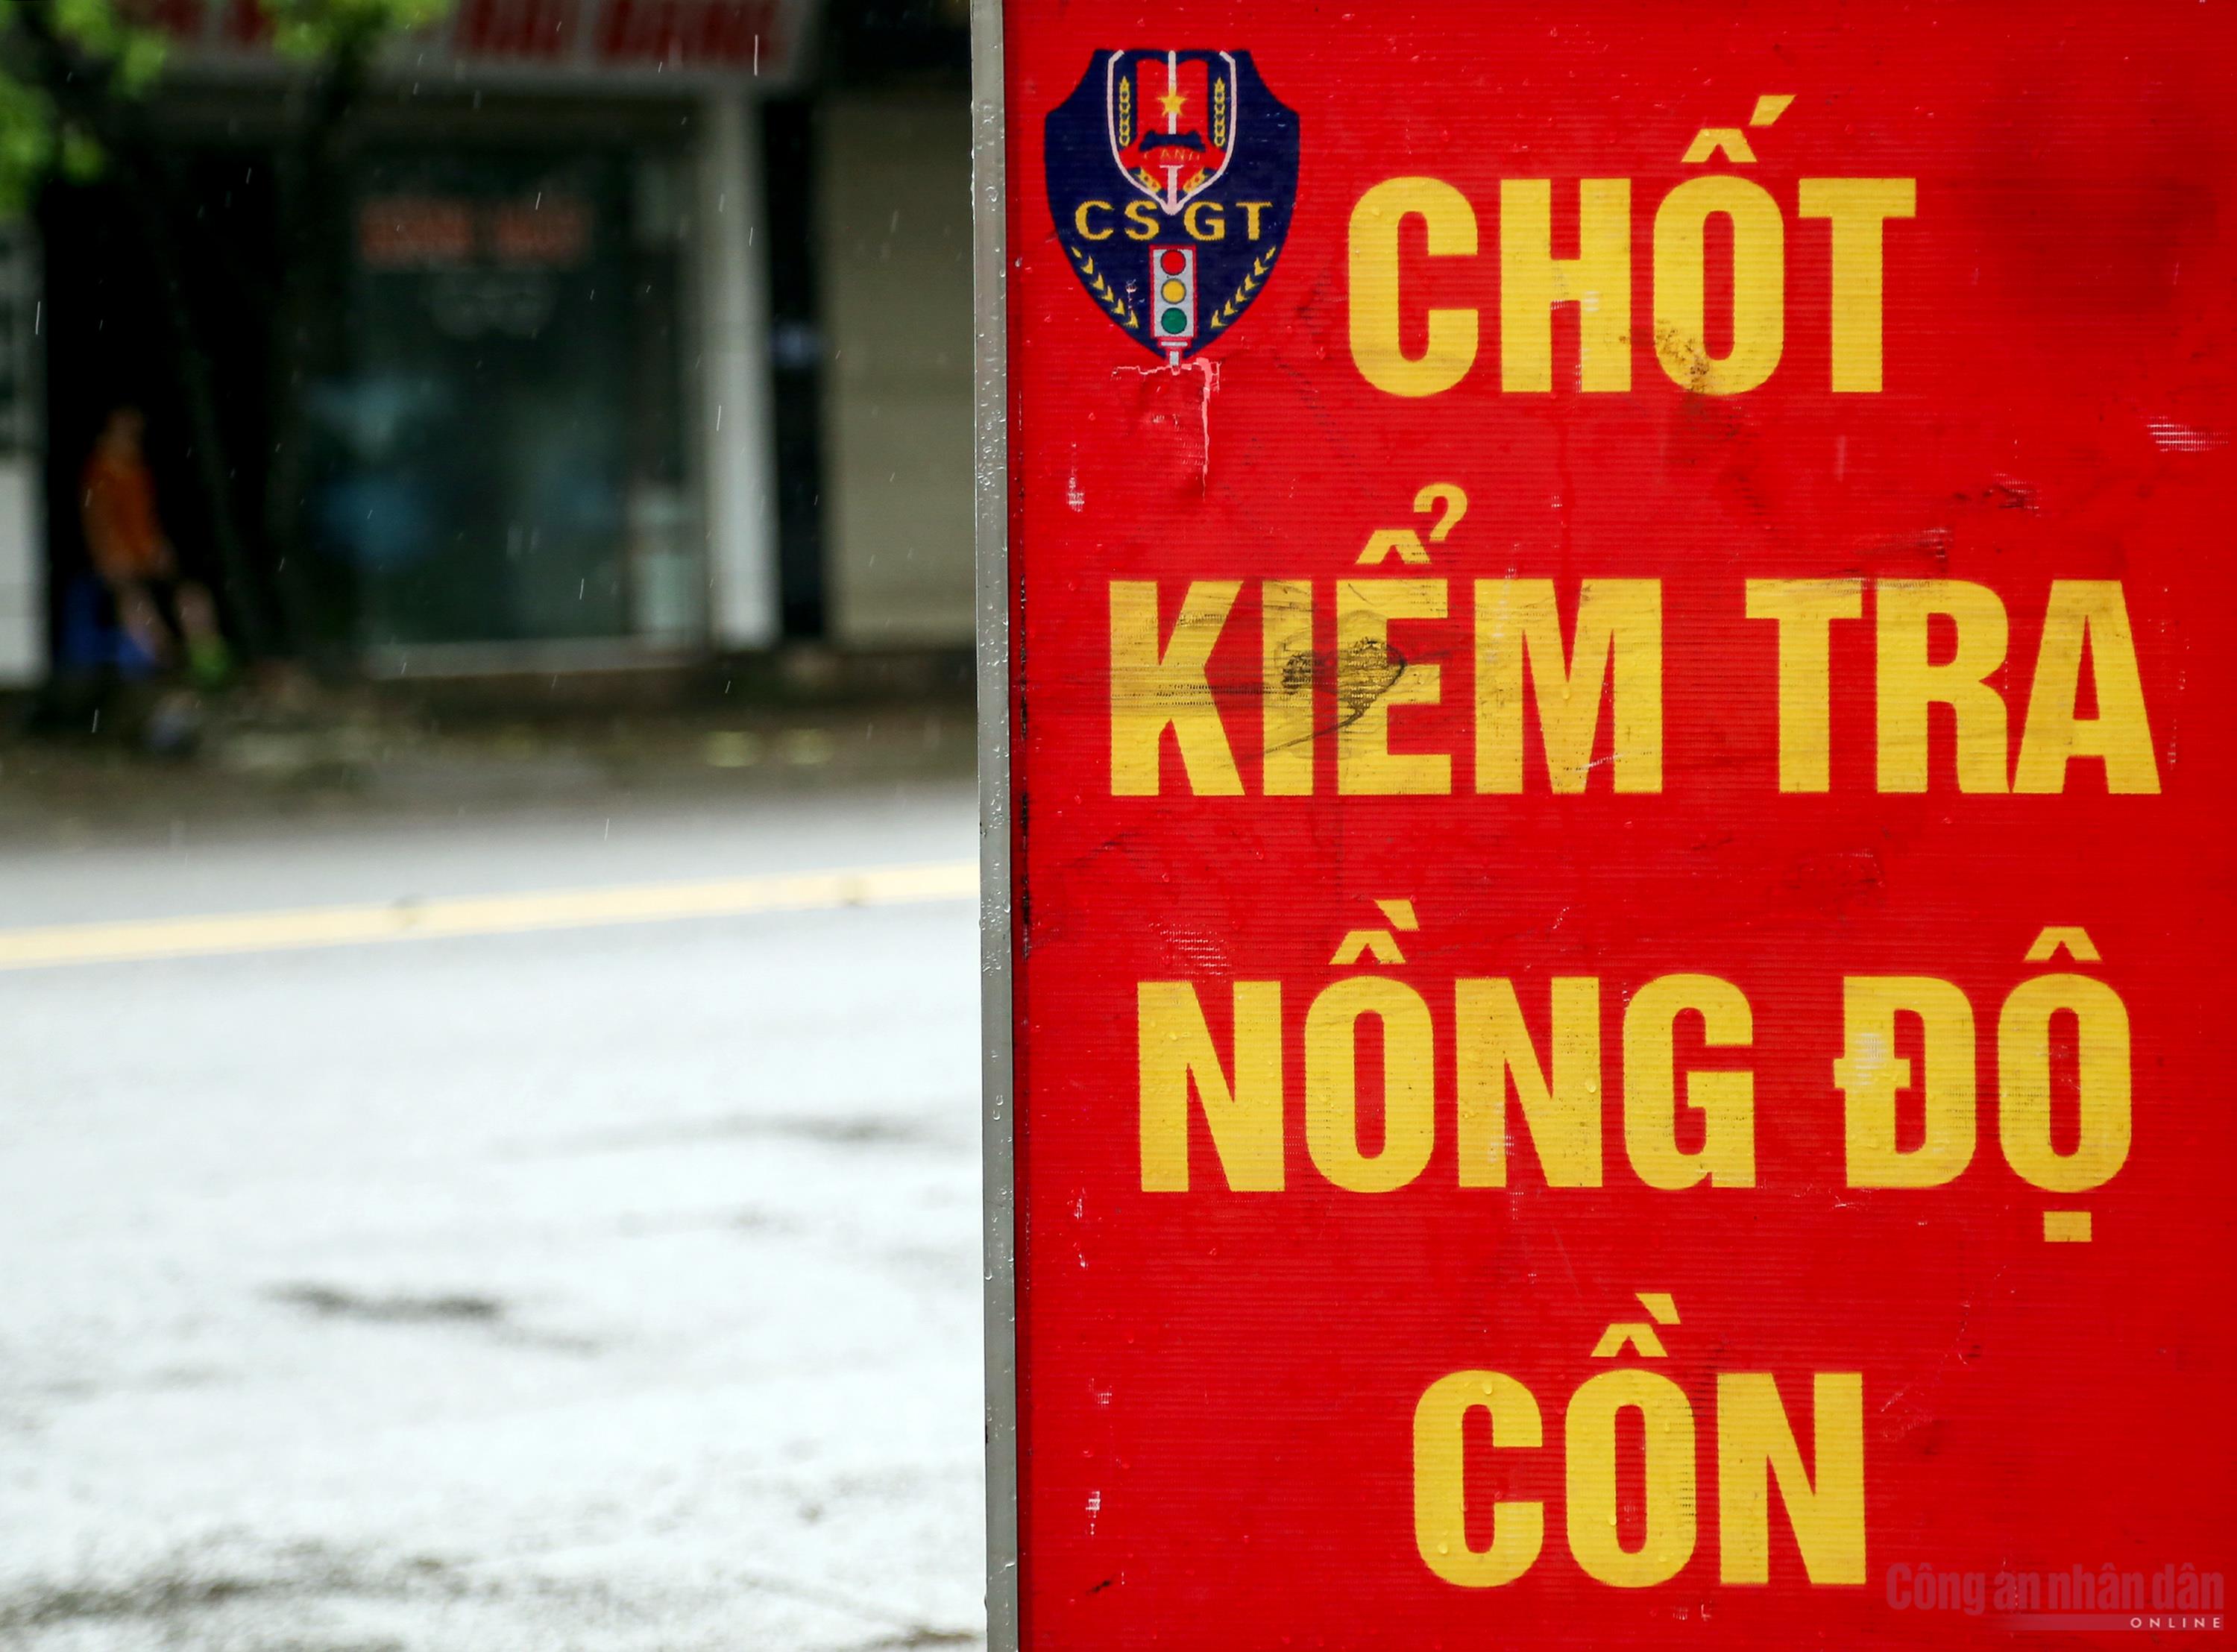 CSGT
CHỐT
KIỂM TRA
NỒNG ĐỘ
CỒN
Công an nhân dân
ONLINE